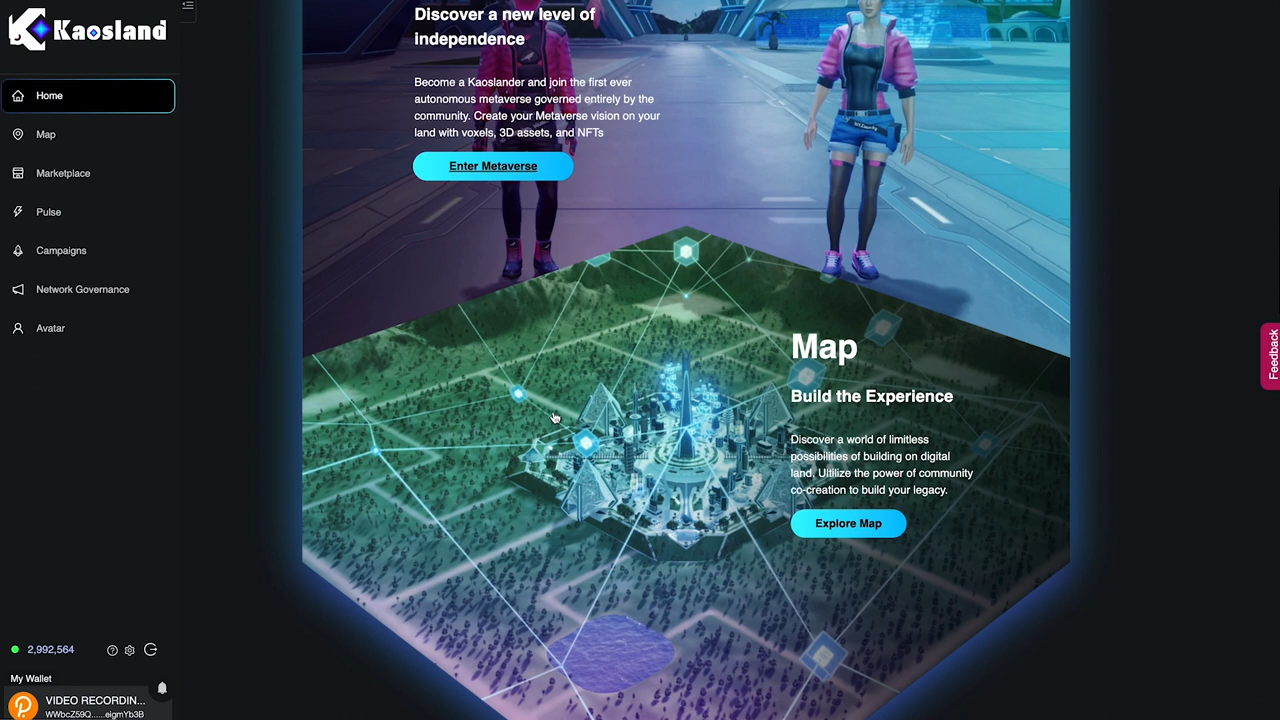 Kaosland
Home
Map
Marketplace
Pulse
Campaigns
Network Governance
Avatar
2,992,564
My Wallet
VIDEO RECORDIN...
WWbcZ59Q......eigmYb3B
Discover a new level of
independence
Become a Kaoslander and join the first ever
autonomous metaverse governed entirely by the
community. Create your Metaverse vision on your
land with voxels, 3D assets, and NFTs
Enter Metaverse
Map
Build the Experience
Discover a world of limitless
possibilities of building on digital
land. Ultilize the power of community
co-creation to build your legacy.
Explore Map
Feedback